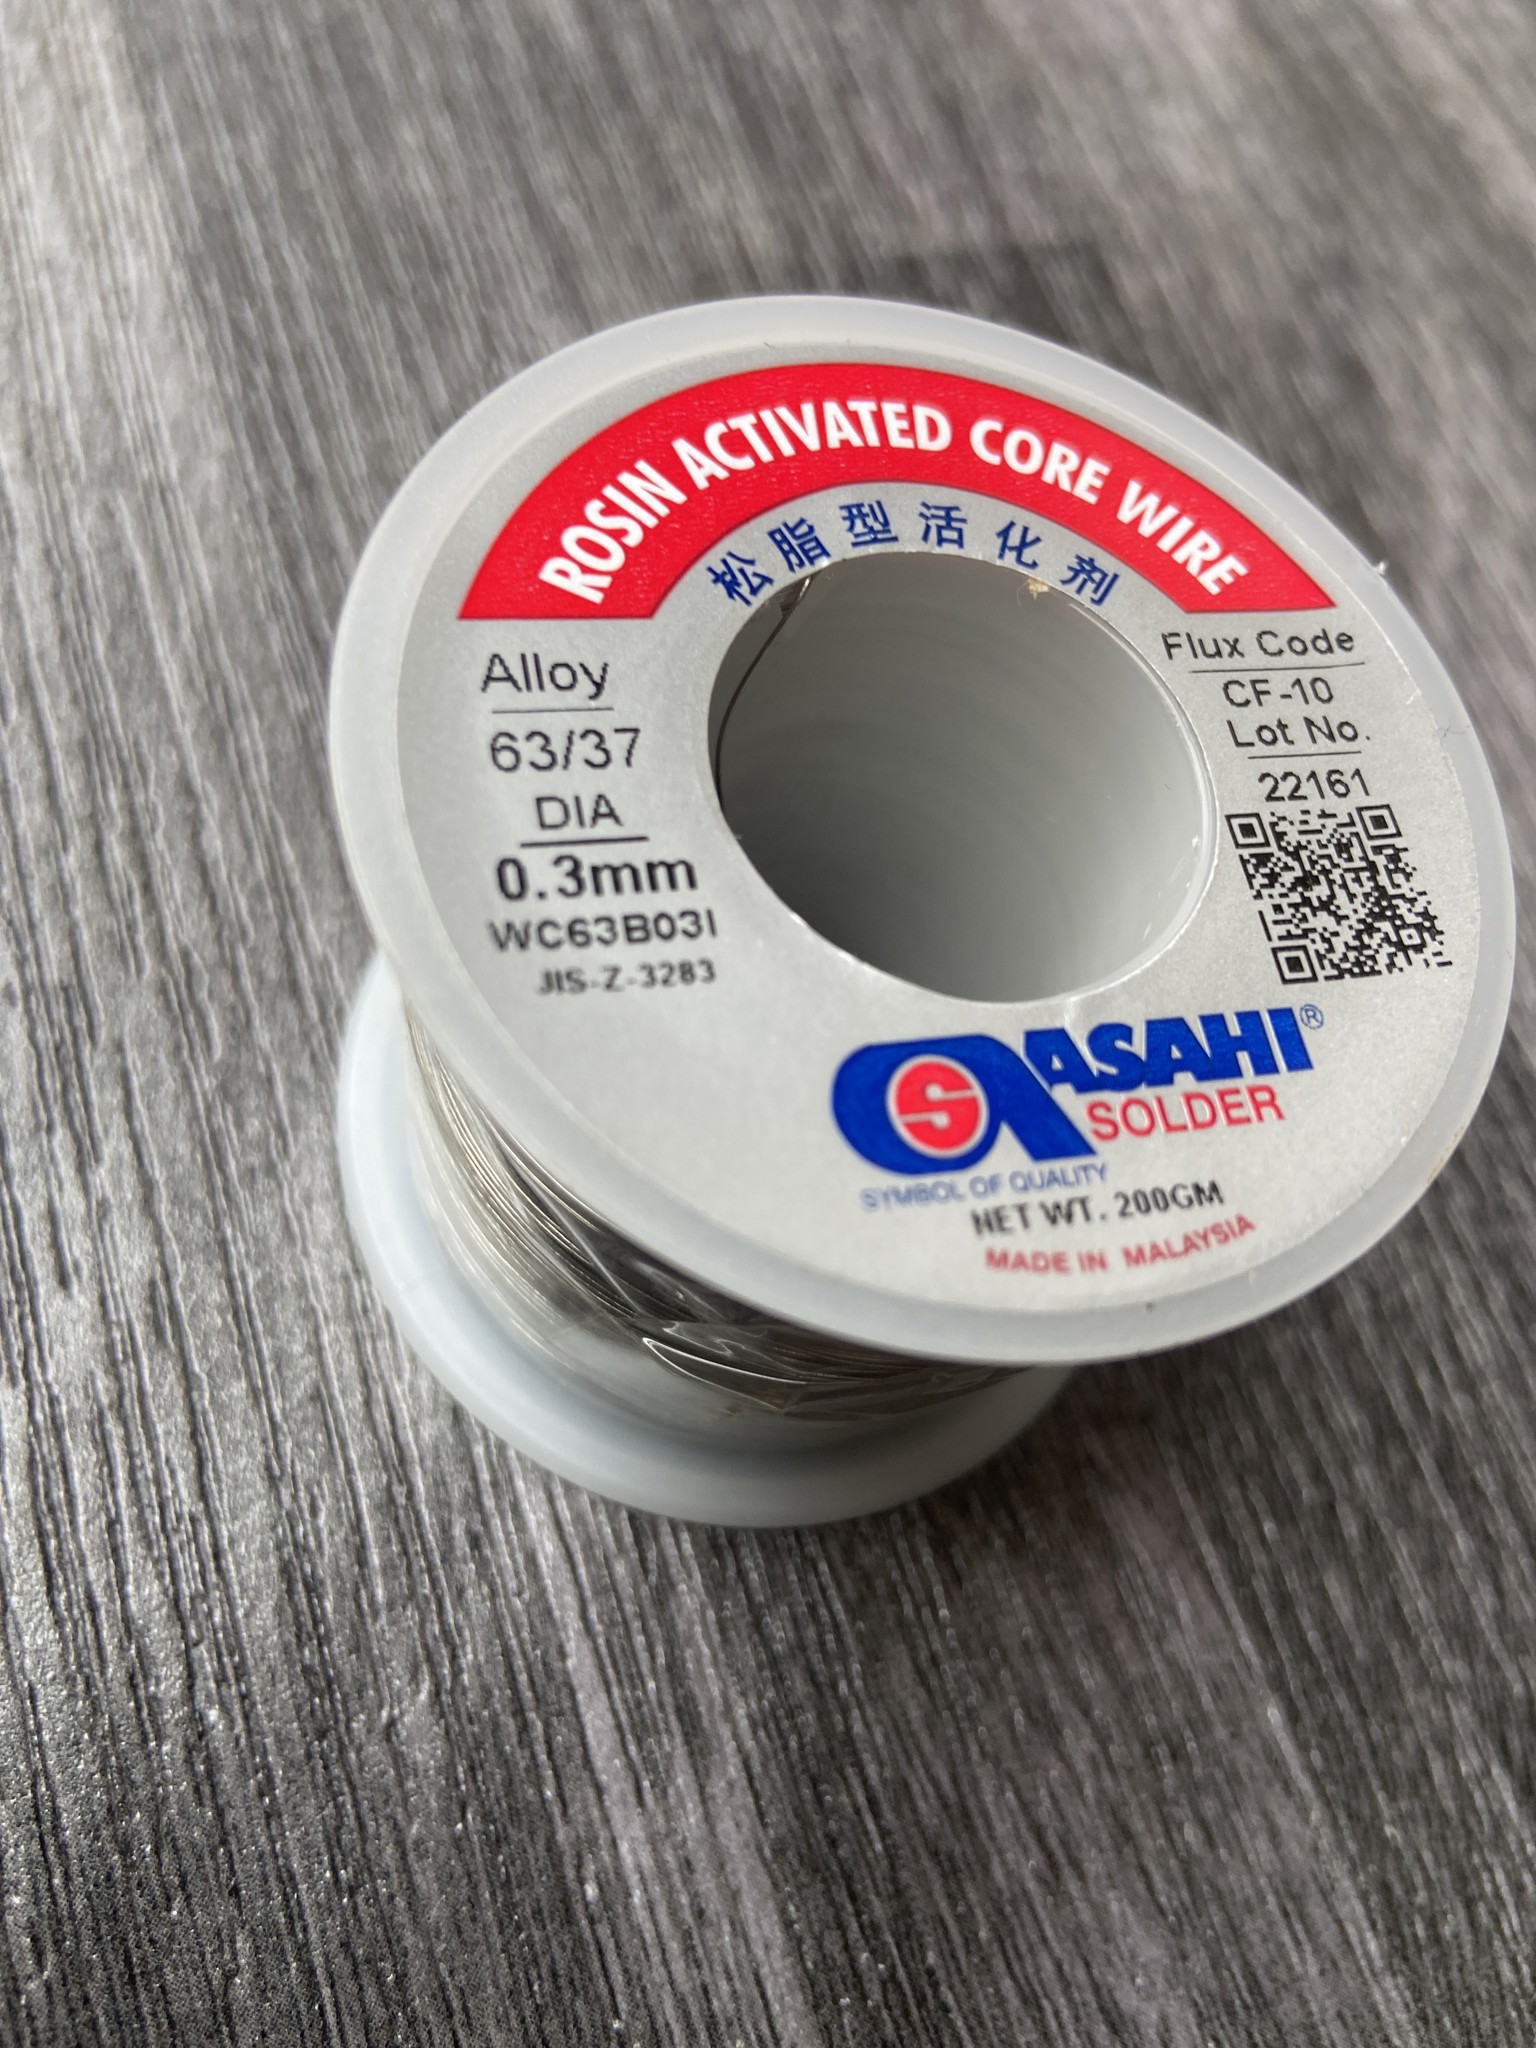 ROSIN ACTIVATED CORE WIRE
松脂型活化剂
Alloy
63/37
DIA
0.3mm
WC63B03I
JIS-Z-3283
Flux Code
CF-10
Lot No.
22161
S
ASAHI®
SOLDER
SYMBOL OF QUALITY
NET WT. 200GM
MADE IN MALAYSIA